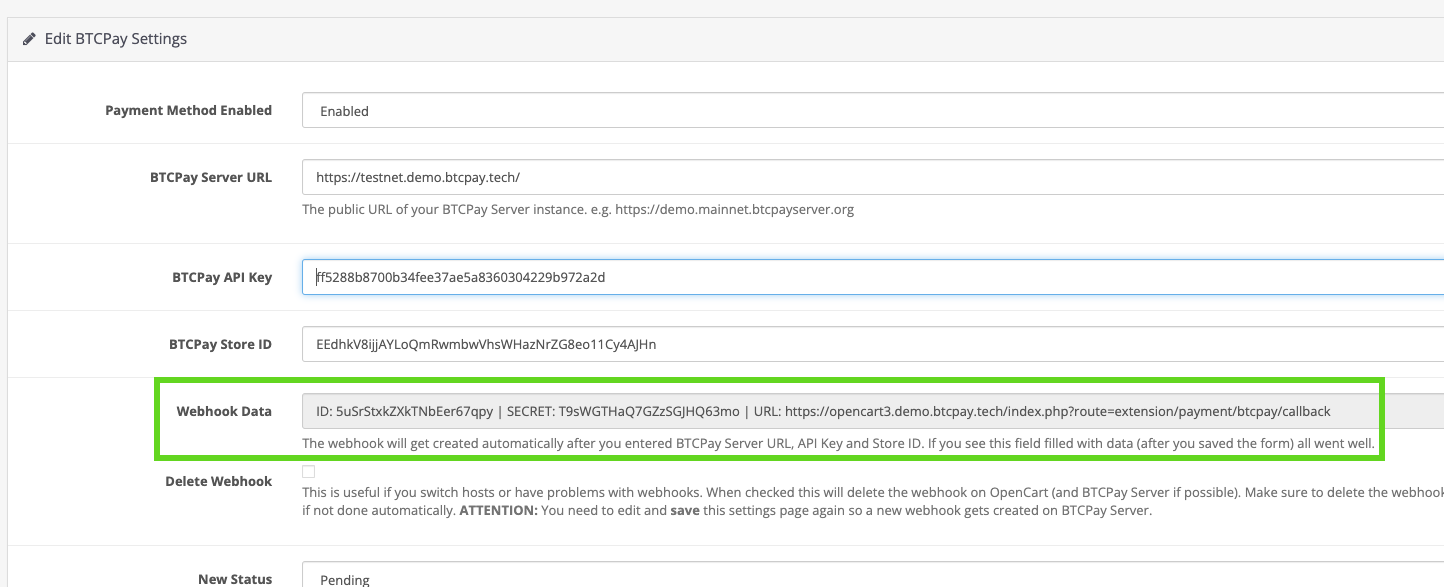 Edit BTCPay Settings
Payment Method Enabled
Enabled
BTCPay Server URL
https://testnet.demo.btcpay.tech/
The public URL of your BTCPay Server instance. e.g. https://demo.mainnet.btcpayserver.org
BTCPay API Key
ff5288b8700b34fee37ae5a8360304229b972a2d
BTCPay Store ID
EEdhkV8ijjAYLoQmRwmbwVhsWHazNrZG8eo11Cy4AJHn
Webhook Data
ID: 5uSrStxkZXkTNbEer67qpy | SECRET: T9sWGTHaQ7GZzSGJHQ63mo | URL: https://opencart3.demo.btcpay.tech/index.php?route=extension/payment/btcpay/callback
The webhook will get created automatically after you entered BTCPay Server URL, API Key and Store ID. If you see this field filled with data (after you saved the form) all went well.
Delete Webhook
This is useful if you switch hosts or have problems with webhooks. When checked this will delete the webhook on OpenCart (and BTCPay Server if possible). Make sure to delete the webhook
if not done automatically. ATTENTION: You need to edit and save this settings page again so a new webhook gets created on BTCPay Server.
New Status
Pending